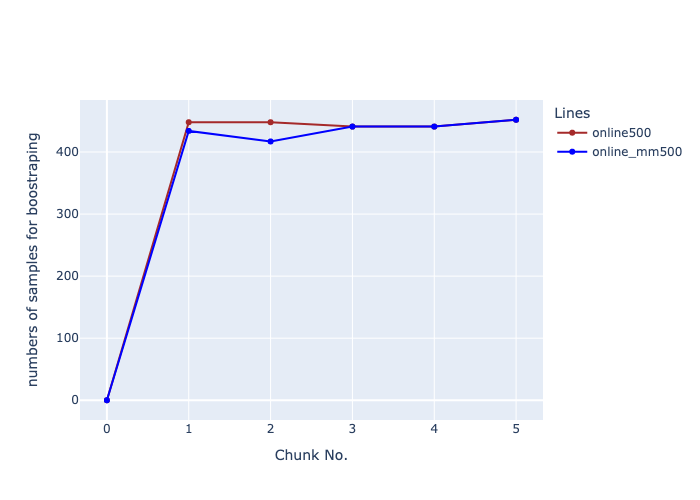 Lines
online500
online_mm500
numbers of samples for boostraping
400
300
200
100
0
0 1 2 3 4 5
Chunk No.